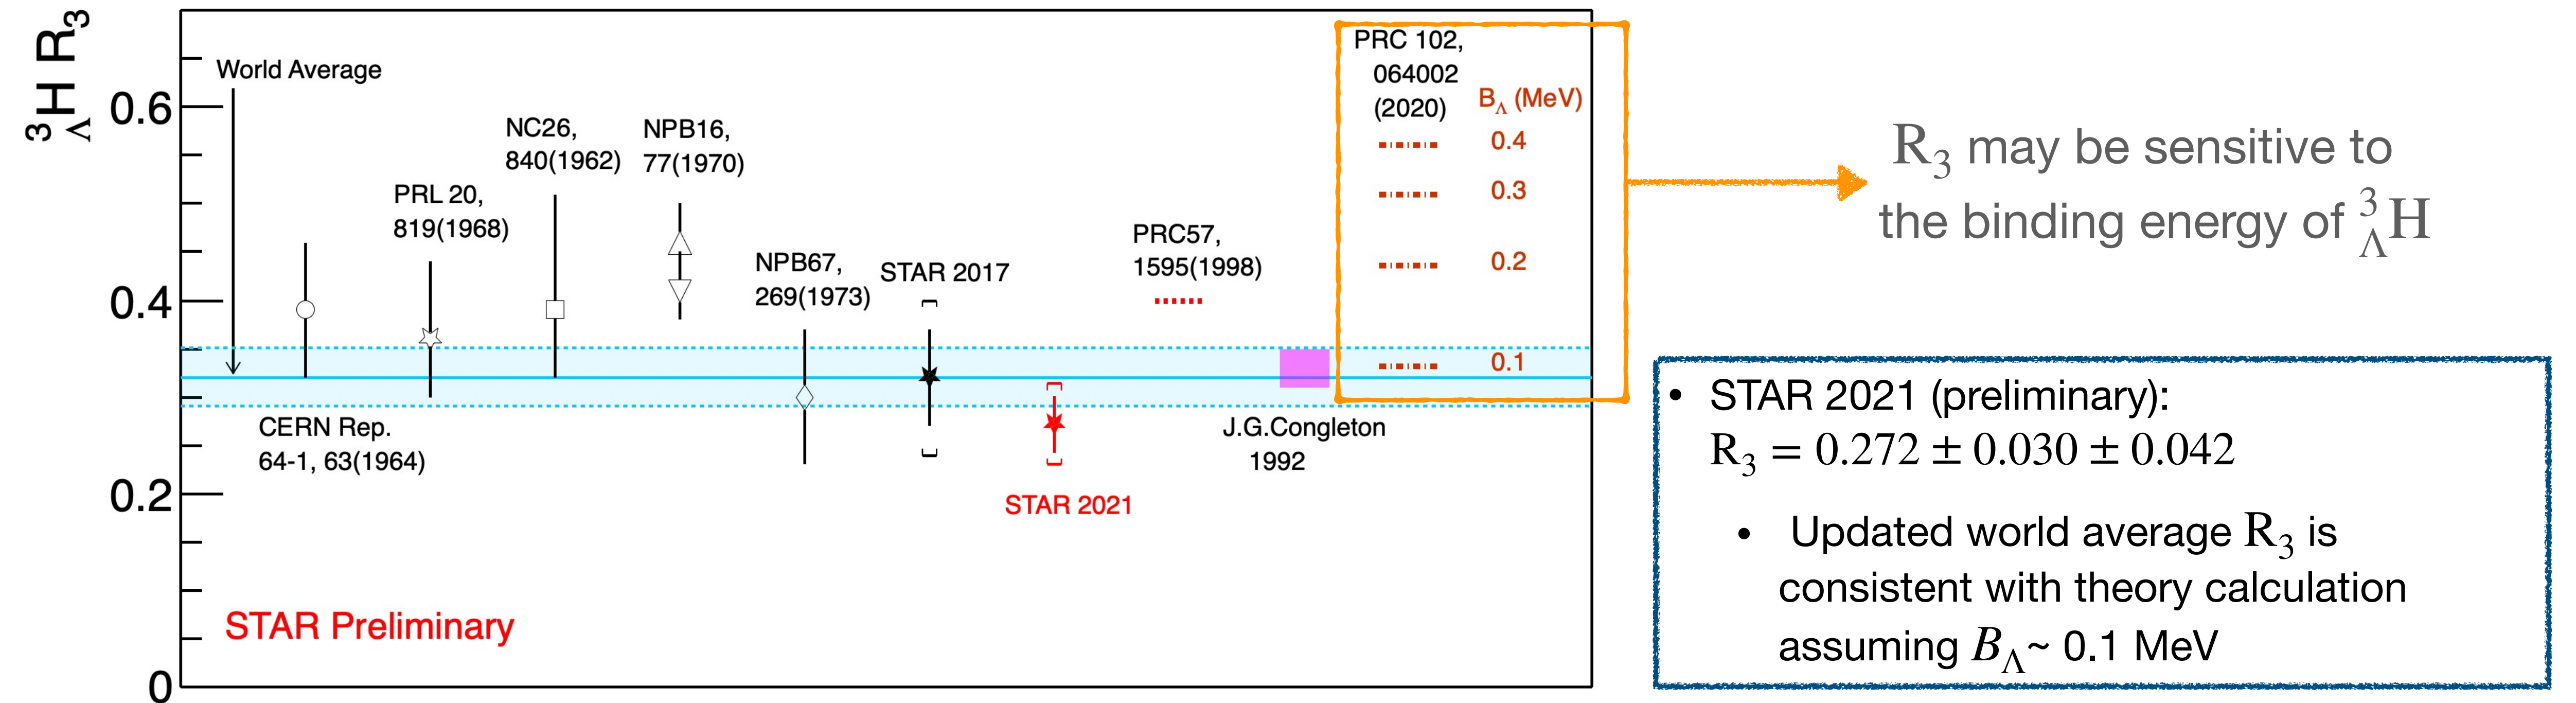 ³ΛH R₃
0.6
0.4
0.2
0
World Average
CERN Rep.
64-1, 63(1964)
PRL 20,
819(1968)
NC26,
840(1962)
NPB16,
77(1970)
NPB67,
269(1973)
STAR 2017
STAR 2021
PRC57,
1595(1998)
J.G.Congleton
1992
PRC 102,
064002
(2020)
BΛ (MeV)
0.4
0.3
0.2
0.1
STAR Preliminary
R₃ may be sensitive to
the binding energy of ³ΛH
• STAR 2021 (preliminary):
R₃ = 0.272 ± 0.030 ± 0.042
• Updated world average R₃ is
consistent with theory calculation
assuming BΛ~ 0.1 MeV